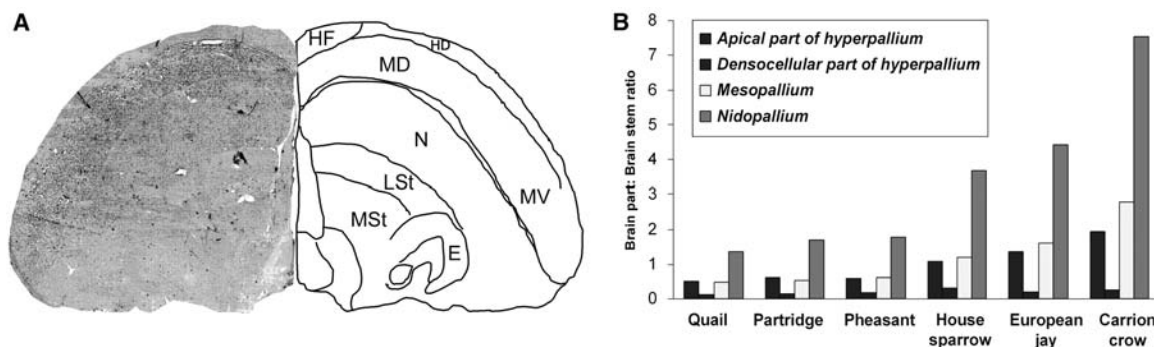 A
HF
HD
MD
N
LSt
MV
MSt
E
B
Brain part: Brain stem ratio
8
7
6
5
4
3
2
1
0
Apical part of hyperpallium
Densocellular part of hyperpallium
Mesopallium
Nidopallium
Quail
Partridge
Pheasant
House
sparrow
European
jay
Carrion
crow